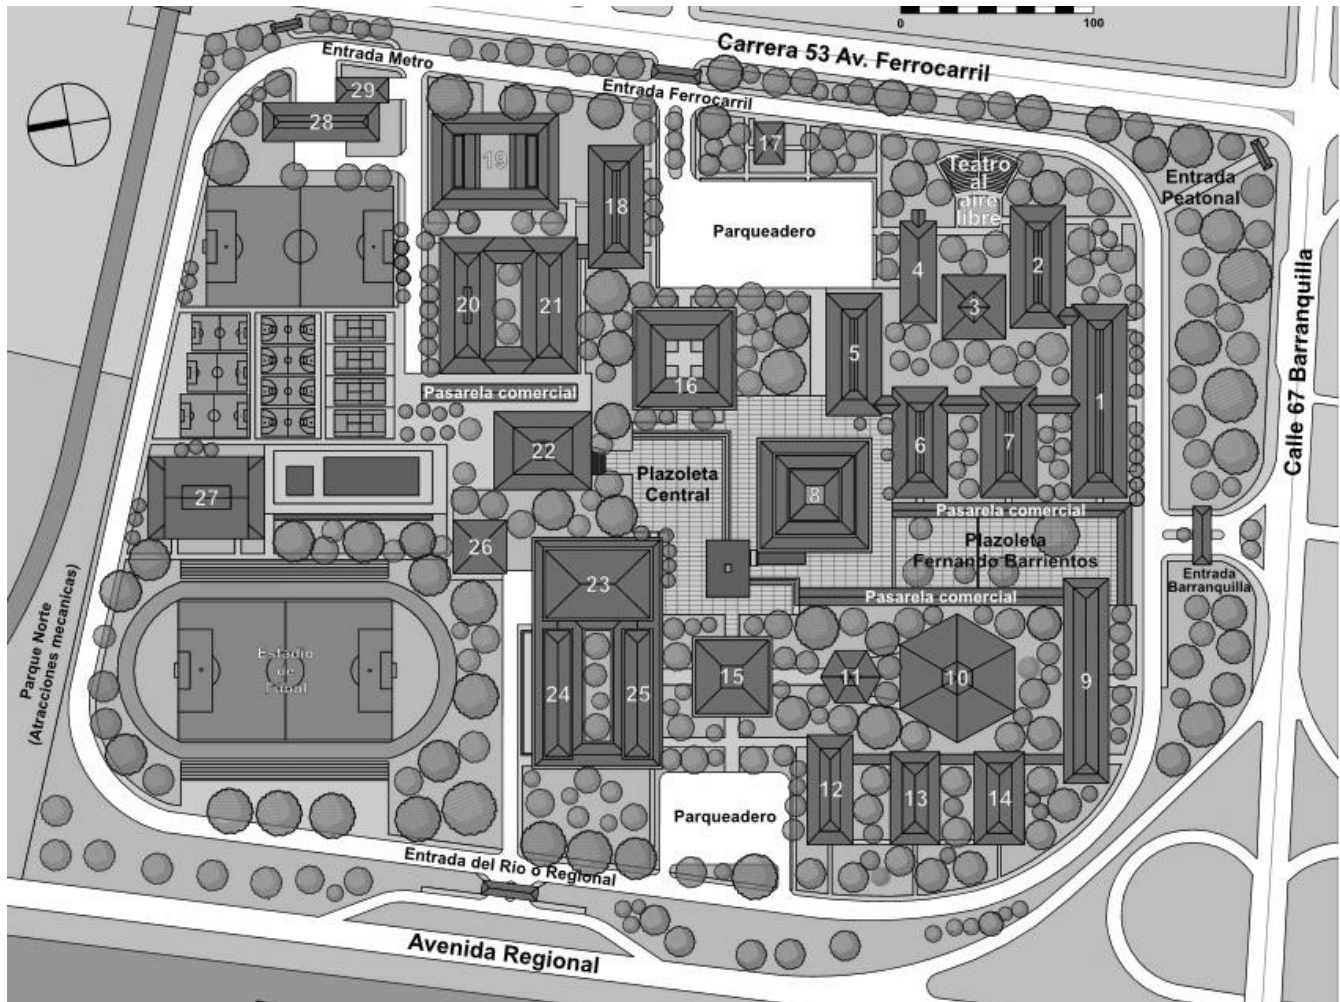 0
100
Carrera 53 Av. Ferrocarril
Entrada Metro
Entrada Ferrocarril
29
28
19
17
18
Teatro
al
aire
libre
Entrada
Peatonal
Parqueadero
4
2
3
20
21
5
16
1
Calle 67 Barranquilla
Pasarela comercial
22
6
7
Plazoleta
Central
8
27
Pasarela comercial
26
Plazoleta
Fernando Barrientos
23
Entrada
Barranquilla
Pasarela comercial
Parque Norte
(Atracciones mecanicas)
Estadio
de
Futbol
24
25
15
11
10
9
12
13
14
Parqueadero
Entrada del Rio o Regional
Avenida Regional